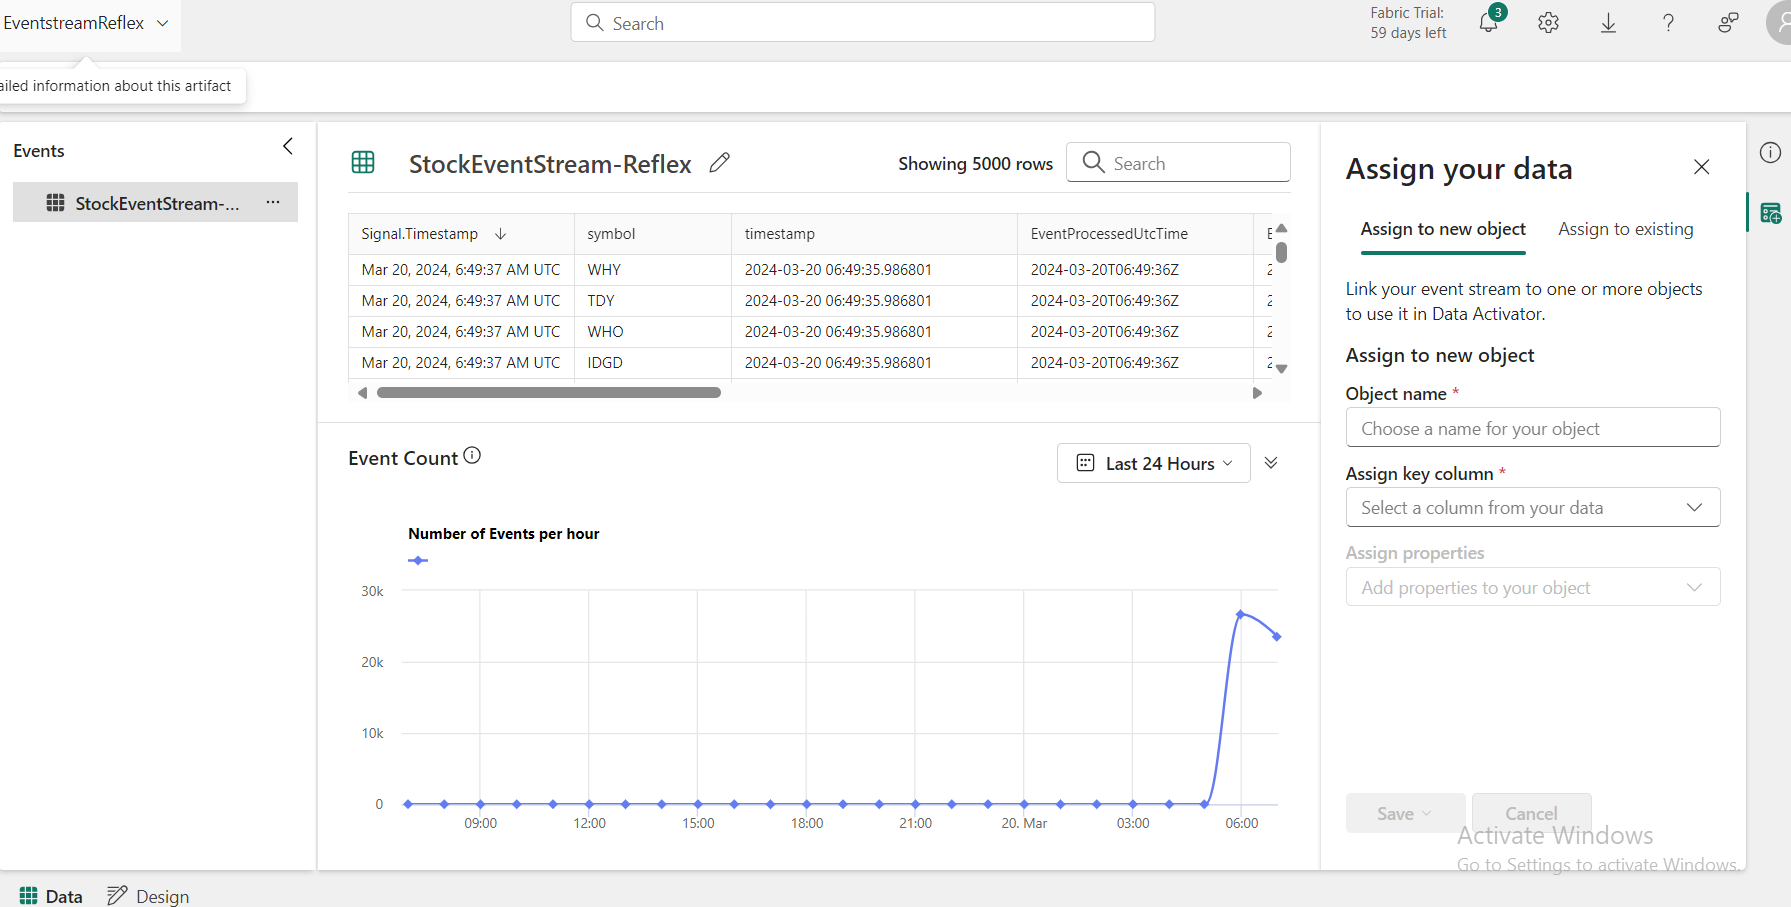 EventstreamReflex
Search
Fabric Trial:
59 days left
3
ailed information about this artifact
Events
StockEventStream-...
StockEventStream-Reflex
Showing 5000 rows
Search
Signal.Timestamp symbol timestamp EventProcessedUtcTime E
Mar 20, 2024, 6:49:37 AM UTC WHY 2024-03-20 06:49:35.986801 2024-03-20T06:49:36Z 2
Mar 20, 2024, 6:49:37 AM UTC TDY 2024-03-20 06:49:35.986801 2024-03-20T06:49:36Z 2
Mar 20, 2024, 6:49:37 AM UTC WHO 2024-03-20 06:49:35.986801 2024-03-20T06:49:36Z 2
Mar 20, 2024, 6:49:37 AM UTC IDGD 2024-03-20 06:49:35.986801 2024-03-20T06:49:36Z 2
Event Count
Last 24 Hours
Number of Events per hour
30k
20k
10k
0
09:00 12:00 15:00 18:00 21:00 20. Mar 03:00 06:00
Assign your data
Assign to new object Assign to existing
Link your event stream to one or more objects
to use it in Data Activator.
Assign to new object
Object name *
Choose a name for your object
Assign key column *
Select a column from your data
Assign properties
Add properties to your object
Save Cancel
Activate Windows
Go to Settings to activate Windows.
Data Design